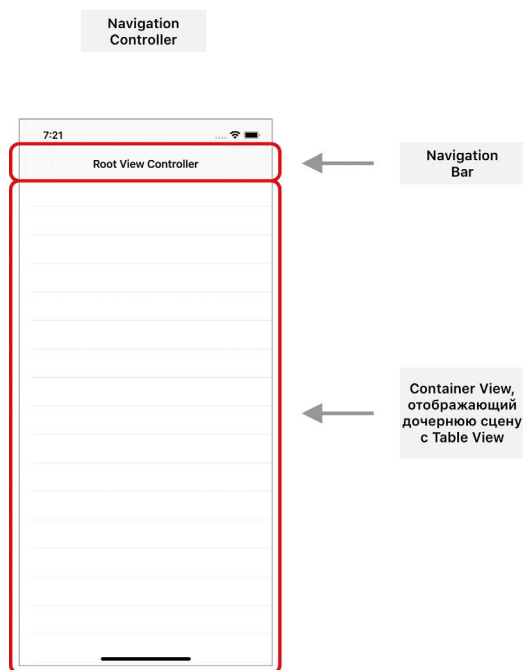 Navigation
Controller
7:21
Root View Controller
Navigation
Bar
Container View,
отображающий
дочернюю сцену
с Table View